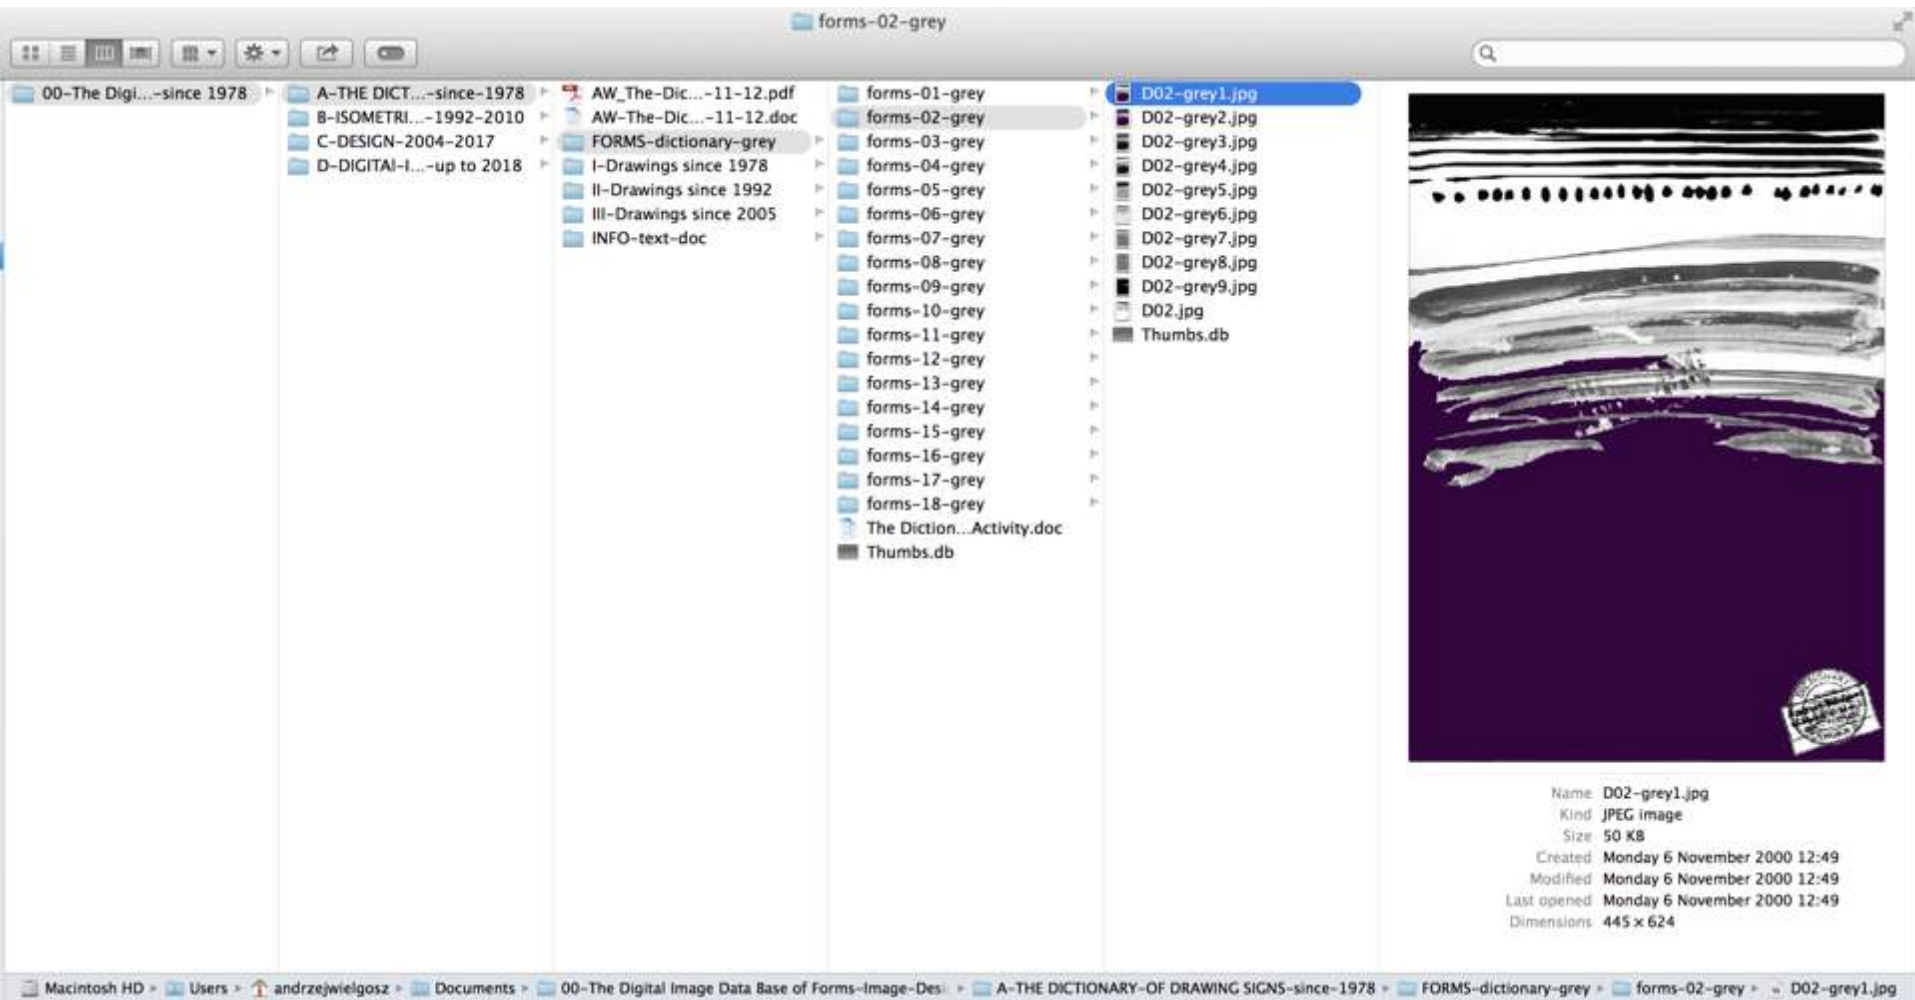 forms-02-grey
00-The Digi...-since 1978
A-THE DICT...-since-1978
B-ISOMETRI...-1992-2010
C-DESIGN-2004-2017
D-DIGITAl-I...-up to 2018
AW_The-Dic...-11-12.pdf
AW-The-Dic...-11-12.doc
FORMS-dictionary-grey
I-Drawings since 1978
II-Drawings since 1992
III-Drawings since 2005
INFO-text-doc
forms-01-grey
forms-02-grey
forms-03-grey
forms-04-grey
forms-05-grey
forms-06-grey
forms-07-grey
forms-08-grey
forms-09-grey
forms-10-grey
forms-11-grey
forms-12-grey
forms-13-grey
forms-14-grey
forms-15-grey
forms-16-grey
forms-17-grey
forms-18-grey
The Diction...Activity.doc
Thumbs.db
D02-grey1.jpg
D02-grey2.jpg
D02-grey3.jpg
D02-grey4.jpg
D02-grey5.jpg
D02-grey6.jpg
D02-grey7.jpg
D02-grey8.jpg
D02-grey9.jpg
D02.jpg
Thumbs.db
Name D02-grey1.jpg
Kind JPEG image
Size 50 KB
Created Monday 6 November 2000 12:49
Modified Monday 6 November 2000 12:49
Last opened Monday 6 November 2000 12:49
Dimensions 445 × 624
Macintosh HD Users andrzejwielgosz Documents 00-The Digital Image Data Base of Forms-Image-Des A-THE DICTIONARY-OF DRAWING SIGNS-since-1978 FORMS-dictionary-grey forms-02-grey D02-grey1.jpg